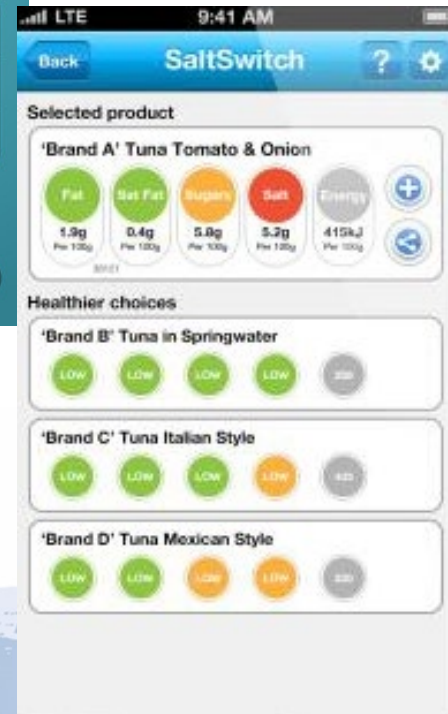 LTE 9:41 AM
Back SaltSwitch ?
Selected product
'Brand A' Tuna Tomato & Onion
Fat Sat Fat Sugars Salt Energy
1.9g 0.4g 5.8g 5.2g 415kJ
Per 100g Per 100g Per 100g Per 100g Per 100g
Healthier choices
'Brand B' Tuna in Springwater
LOW LOW LOW LOW
'Brand C' Tuna Italian Style
LOW LOW LOW LOW
'Brand D' Tuna Mexican Style
LOW LOW LOW LOW